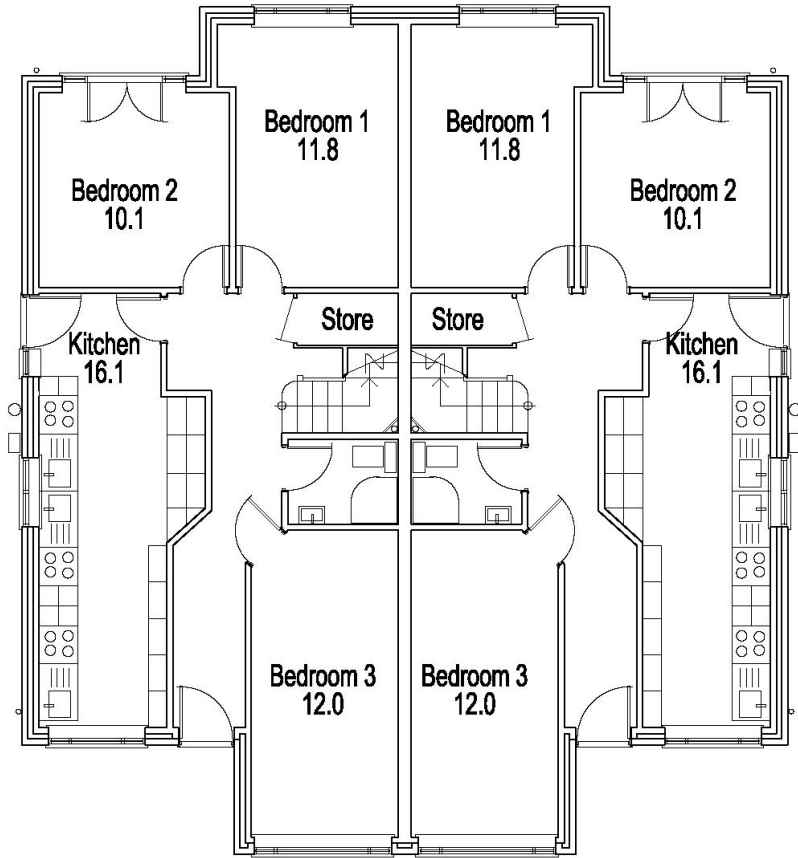 Bedroom 1
11.8
Bedroom 1
11.8
Bedroom 2
10.1
Bedroom 2
10.1
Store
Store
Kitchen
16.1
Kitchen
16.1
Bedroom 3
12.0
Bedroom 3
12.0